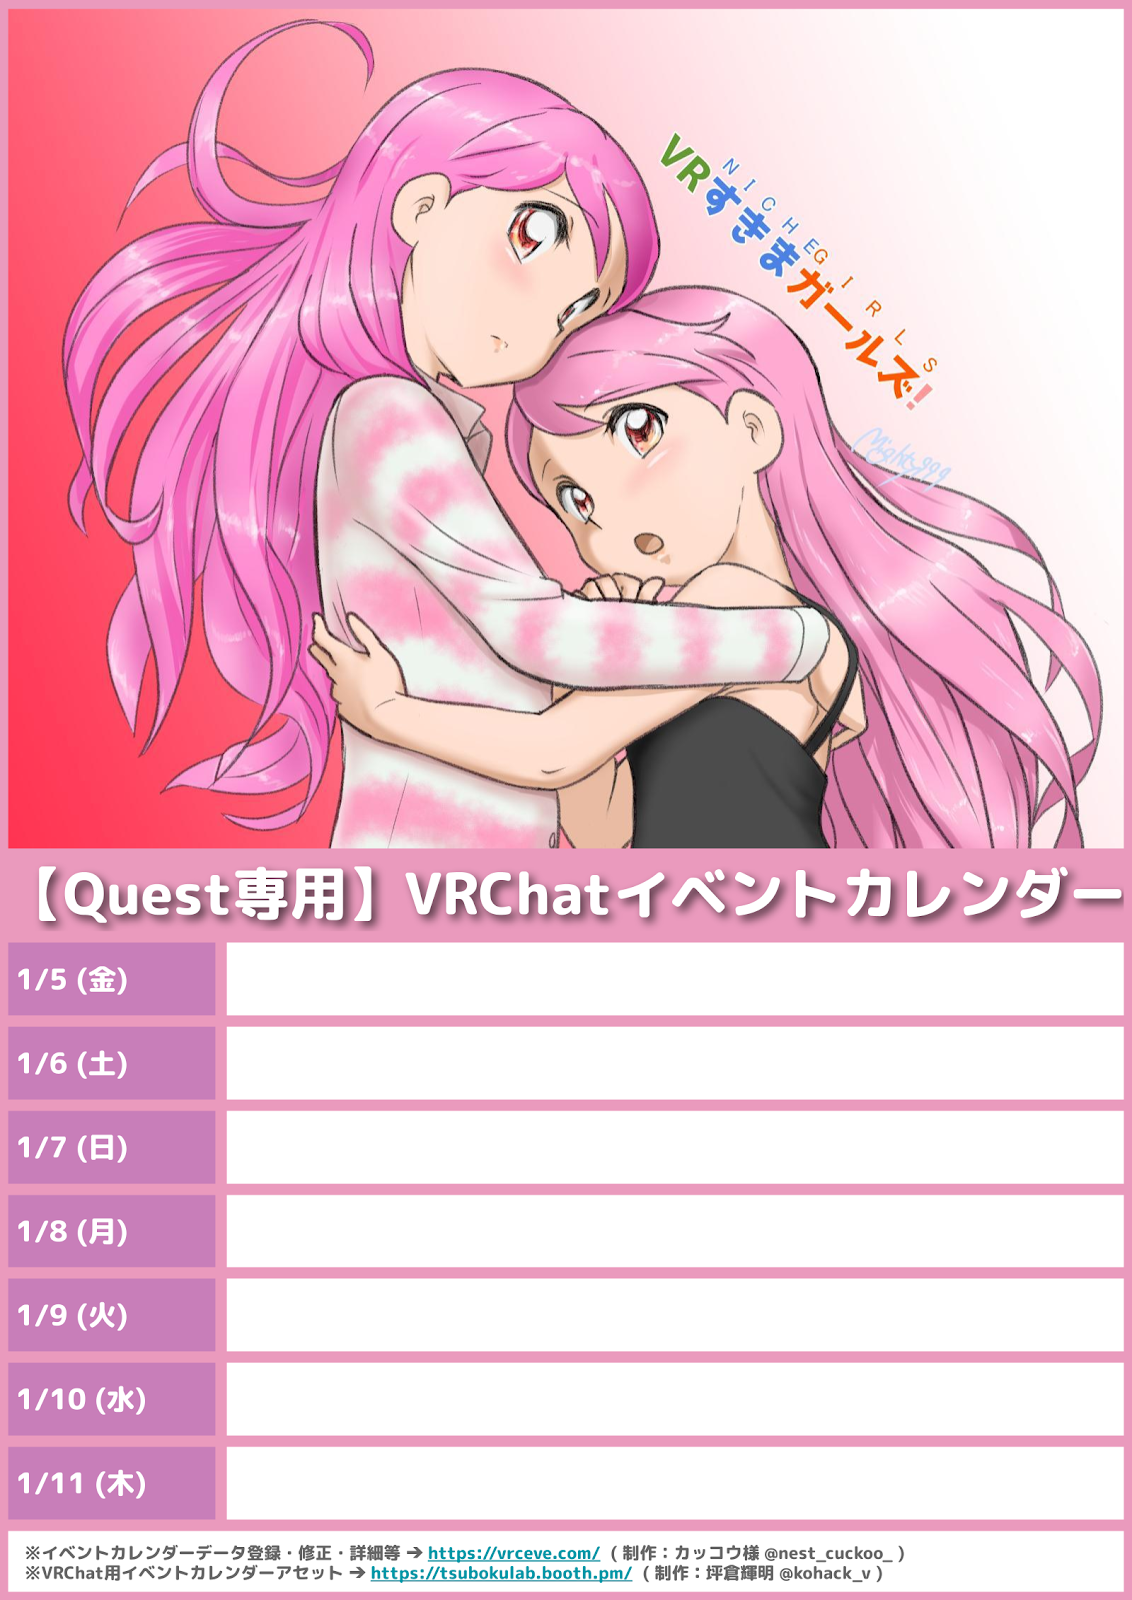 NICHE GIRLS
VRすきまガールズ!
Mighty999
【Quest専用】VRChatイベントカレンダー
1/5 (金)
1/6 (土)
1/7 (日)
1/8 (月)
1/9 (火)
1/10 (水)
1/11 (木)
※イベントカレンダーデータ登録・修正・詳細等 ➔ https://vrceve.com/ ( 制作：カッコウ様 @nest_cuckoo_ )
※VRChat用イベントカレンダーアセット ➔ https://tsubokulab.booth.pm/ ( 制作：坪倉輝明 @kohack_v )